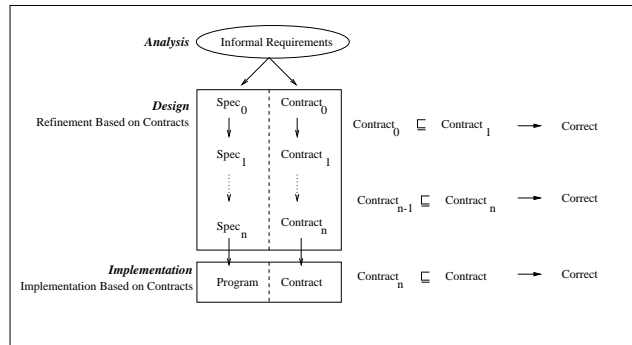 Analysis Informal Requirements
Design
Refinement Based on Contracts
Spec0 Contract0
Contract0 ⊑ Contract1 Correct
Spec1 Contract1
Contractn-1 ⊑ Contractn Correct
Specn Contractn
Implementation
Implementation Based on Contracts
Program Contract
Contractn ⊑ Contract Correct